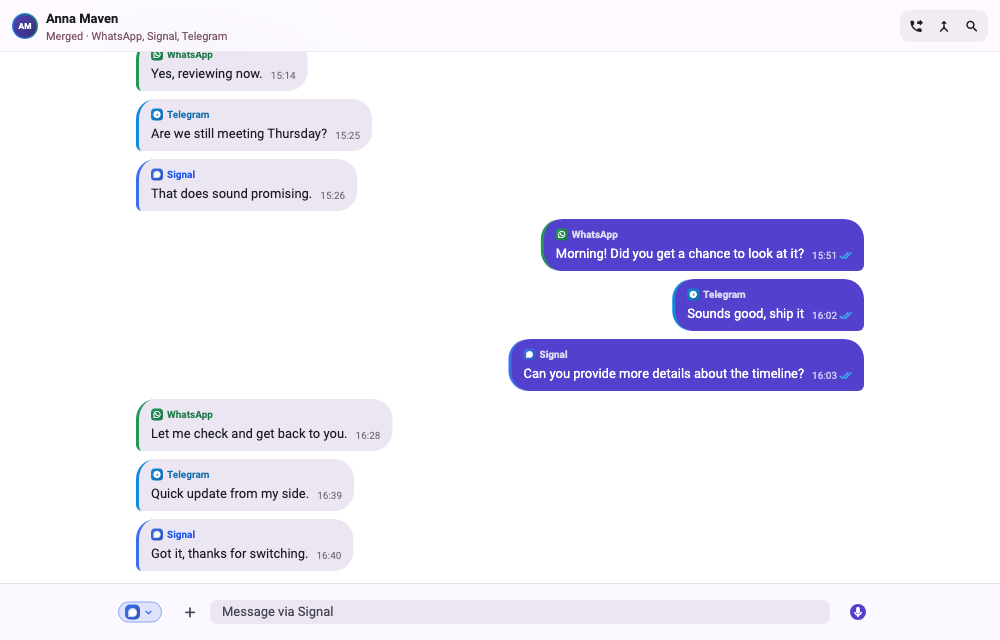 AM
Anna Maven
Merged · WhatsApp, Signal, Telegram
WhatsApp
Yes, reviewing now. 15:14
Telegram
Are we still meeting Thursday? 15:25
Signal
That does sound promising. 15:26
WhatsApp
Morning! Did you get a chance to look at it? 15:51
Telegram
Sounds good, ship it 16:02
Signal
Can you provide more details about the timeline? 16:03
WhatsApp
Let me check and get back to you. 16:28
Telegram
Quick update from my side. 16:39
Signal
Got it, thanks for switching. 16:40
Message via Signal